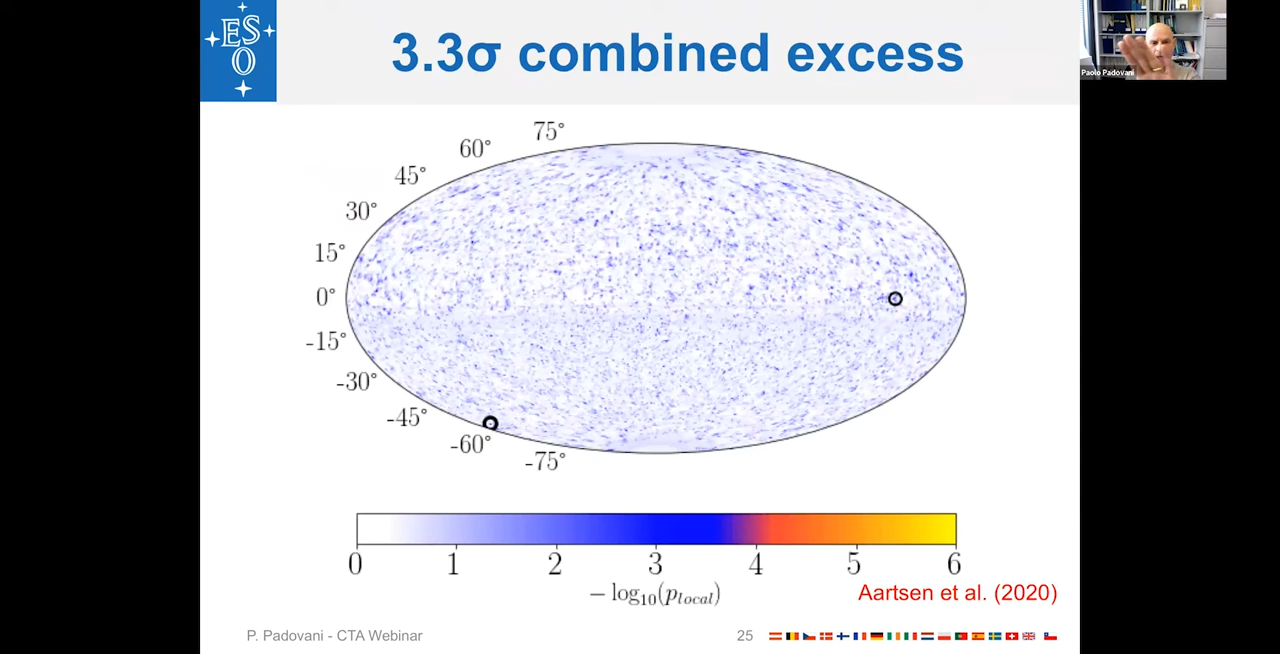 ES
O
3.3σ combined excess
Paolo Padovani
75°
60°
45°
30°
15°
0°
-15°
-30°
-45°
-60°
-75°
0 1 2 3 4 5 6
− log₁₀(p_local)
Aartsen et al. (2020)
P. Padovani - CTA Webinar
25